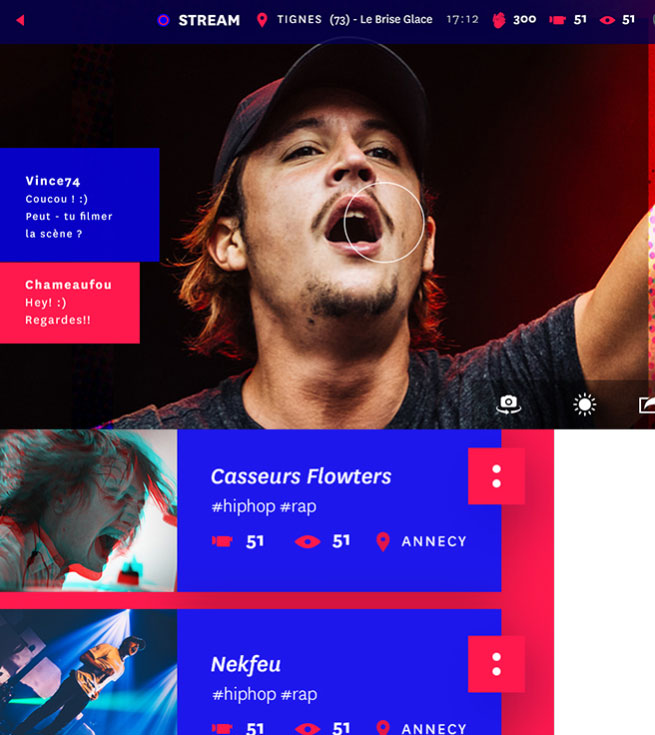 STREAM TIGNES (73) - Le Brise Glace 17:12 300 51 51
Vince74
Coucou ! :)
Peut - tu filmer
la scène ?
Chameaufou
Hey! :)
Regardes!!
Casseurs Flowters
#hiphop #rap
51 51 ANNECY
Nekfeu
#hiphop #rap
51 51 ANNECY